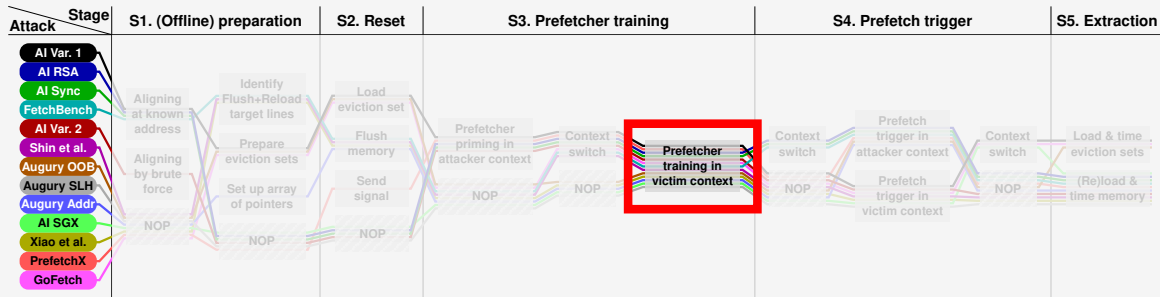 Stage
Attack
S1. (Offline) preparation
S2. Reset
S3. Prefetcher training
S4. Prefetch trigger
S5. Extraction
AI Var. 1
AI RSA
AI Sync
FetchBench
AI Var. 2
Shin et al.
Augury OOB
Augury SLH
Augury Addr
AI SGX
Xiao et al.
PrefetchX
GoFetch
Aligning
at known
address
Aligning
by brute
force
NOP
Identify
Flush+Reload
target lines
Prepare
eviction sets
Set up array
of pointers
NOP
Load
eviction set
Flush
memory
Send
signal
NOP
Prefetcher
priming in
attacker context
NOP
Context
switch
NOP
Prefetcher
training in
victim context
Context
switch
NOP
Prefetch
trigger in
attacker context
Prefetch
trigger in
victim context
Context
switch
NOP
Load & time
eviction sets
(Re)load &
time memory